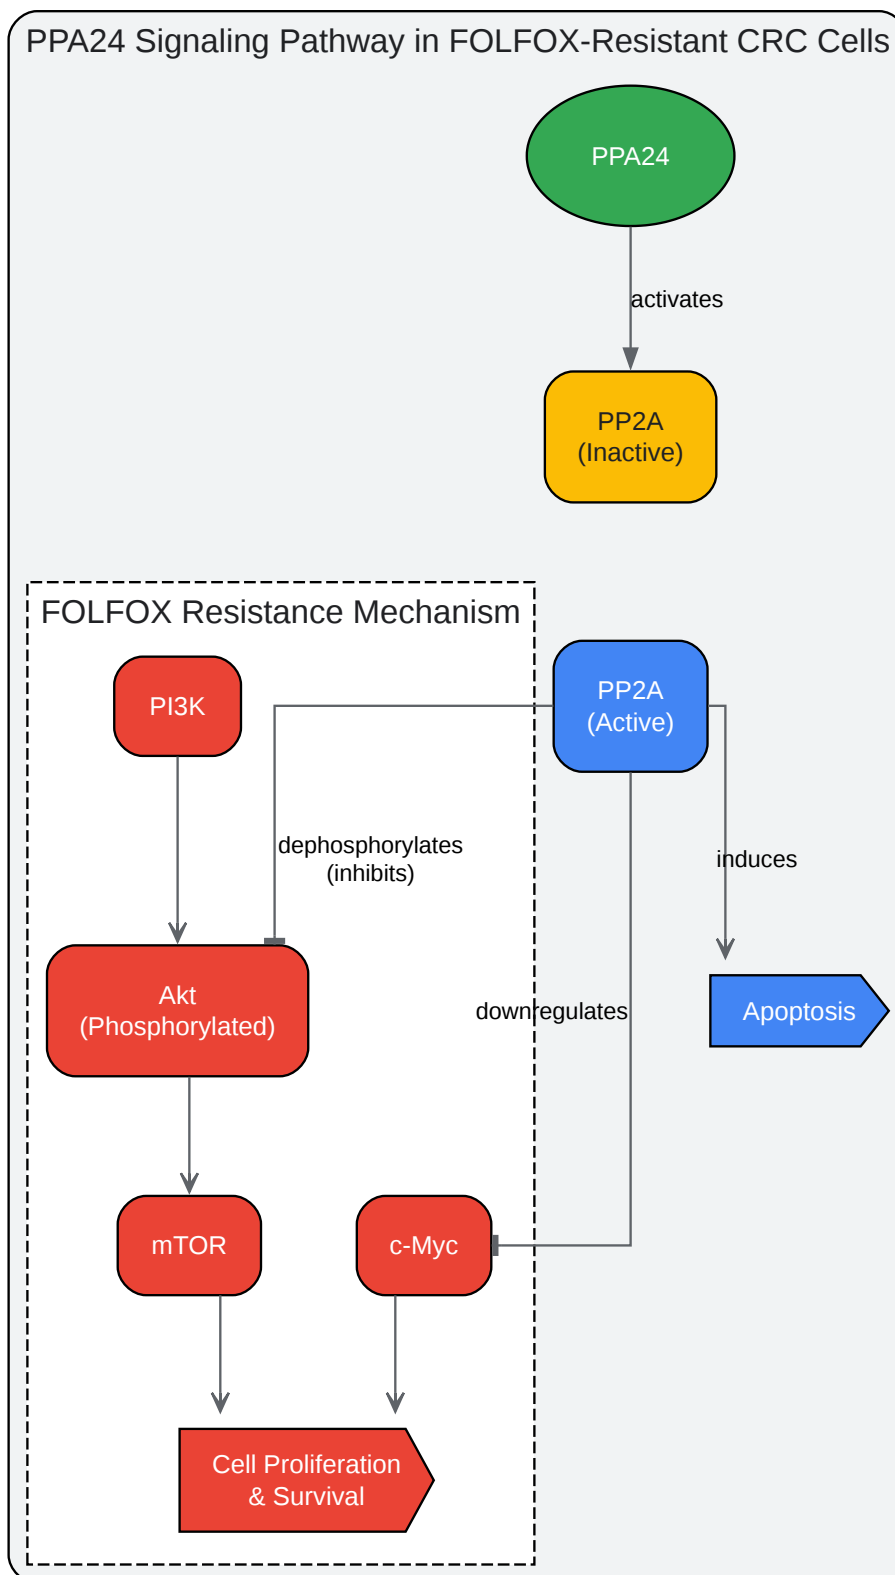 PPA24 Signaling Pathway in FOLFOX-Resistant CRC Cells
PPA24
activates
PP2A
(Inactive)
FOLFOX Resistance Mechanism
PI3K
PP2A
(Active)
dephosphorylates
(inhibits)
induces
Akt
(Phosphorylated)
downregulates
Apoptosis
mTOR
c-Myc
Cell Proliferation
& Survival